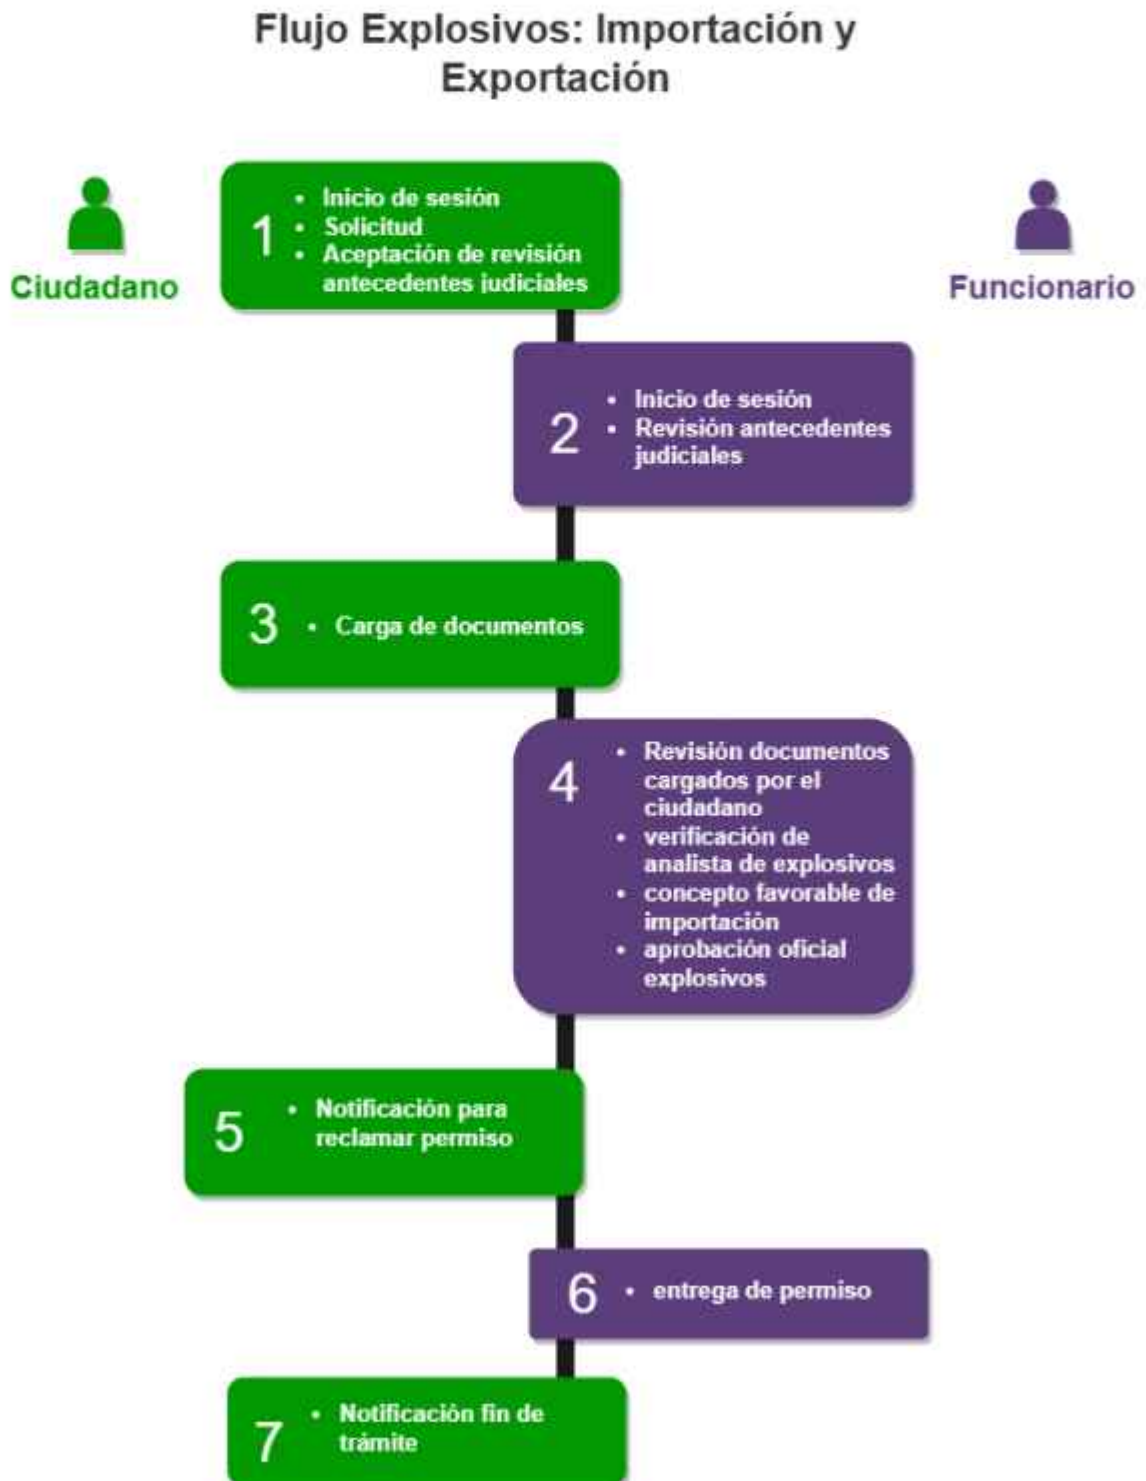 Flujo Explosivos: Importación y
Exportación
Ciudadano
Funcionario
1
• Inicio de sesión
• Solicitud
• Aceptación de revisión
antecedentes judiciales
2
• Inicio de sesión
• Revisión antecedentes
judiciales
3
• Carga de documentos
4
• Revisión documentos
cargados por el
ciudadano
• verificación de
analista de explosivos
• concepto favorable de
importación
• aprobación oficial
explosivos
5
• Notificación para
reclamar permiso
6
• entrega de permiso
7
• Notificación fin de
trámite